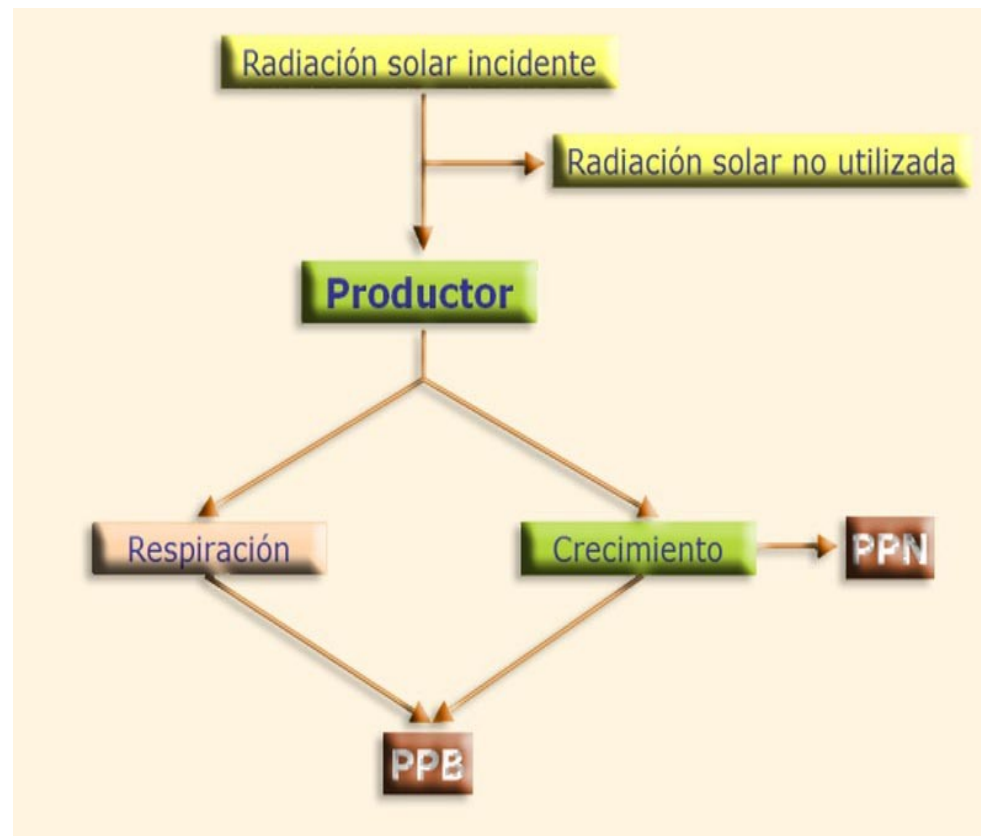 Radiación solar incidente
Radiación solar no utilizada
Productor
Respiración
Crecimiento
PPN
PPB